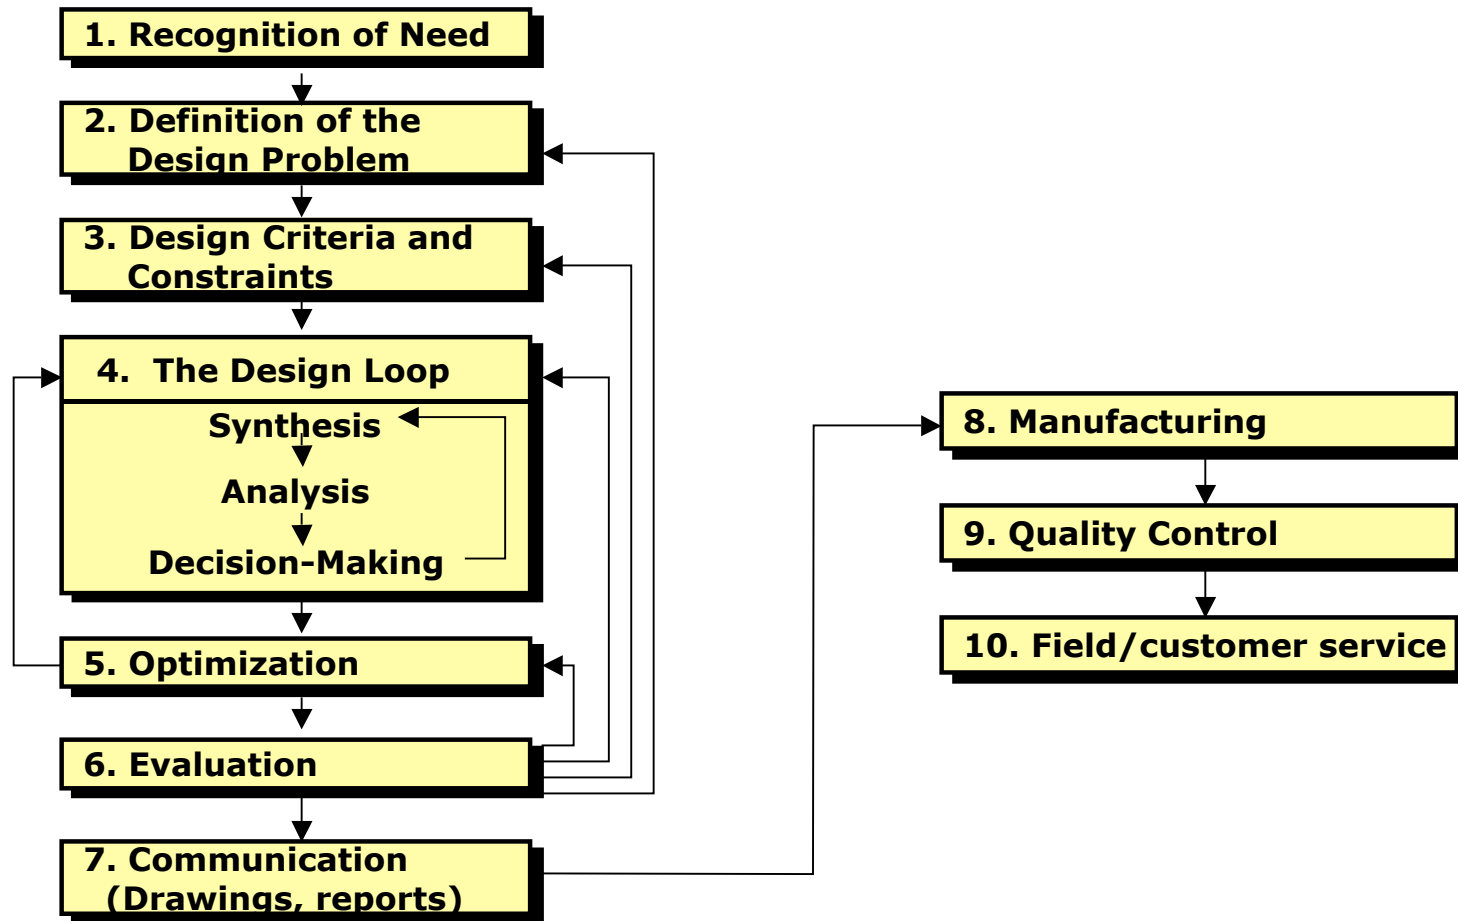 1. Recognition of Need
2. Definition of the
Design Problem
3. Design Criteria and
Constraints
4. The Design Loop
Synthesis
Analysis
Decision-Making
5. Optimization
6. Evaluation
7. Communication
(Drawings, reports)
8. Manufacturing
9. Quality Control
10. Field/customer service